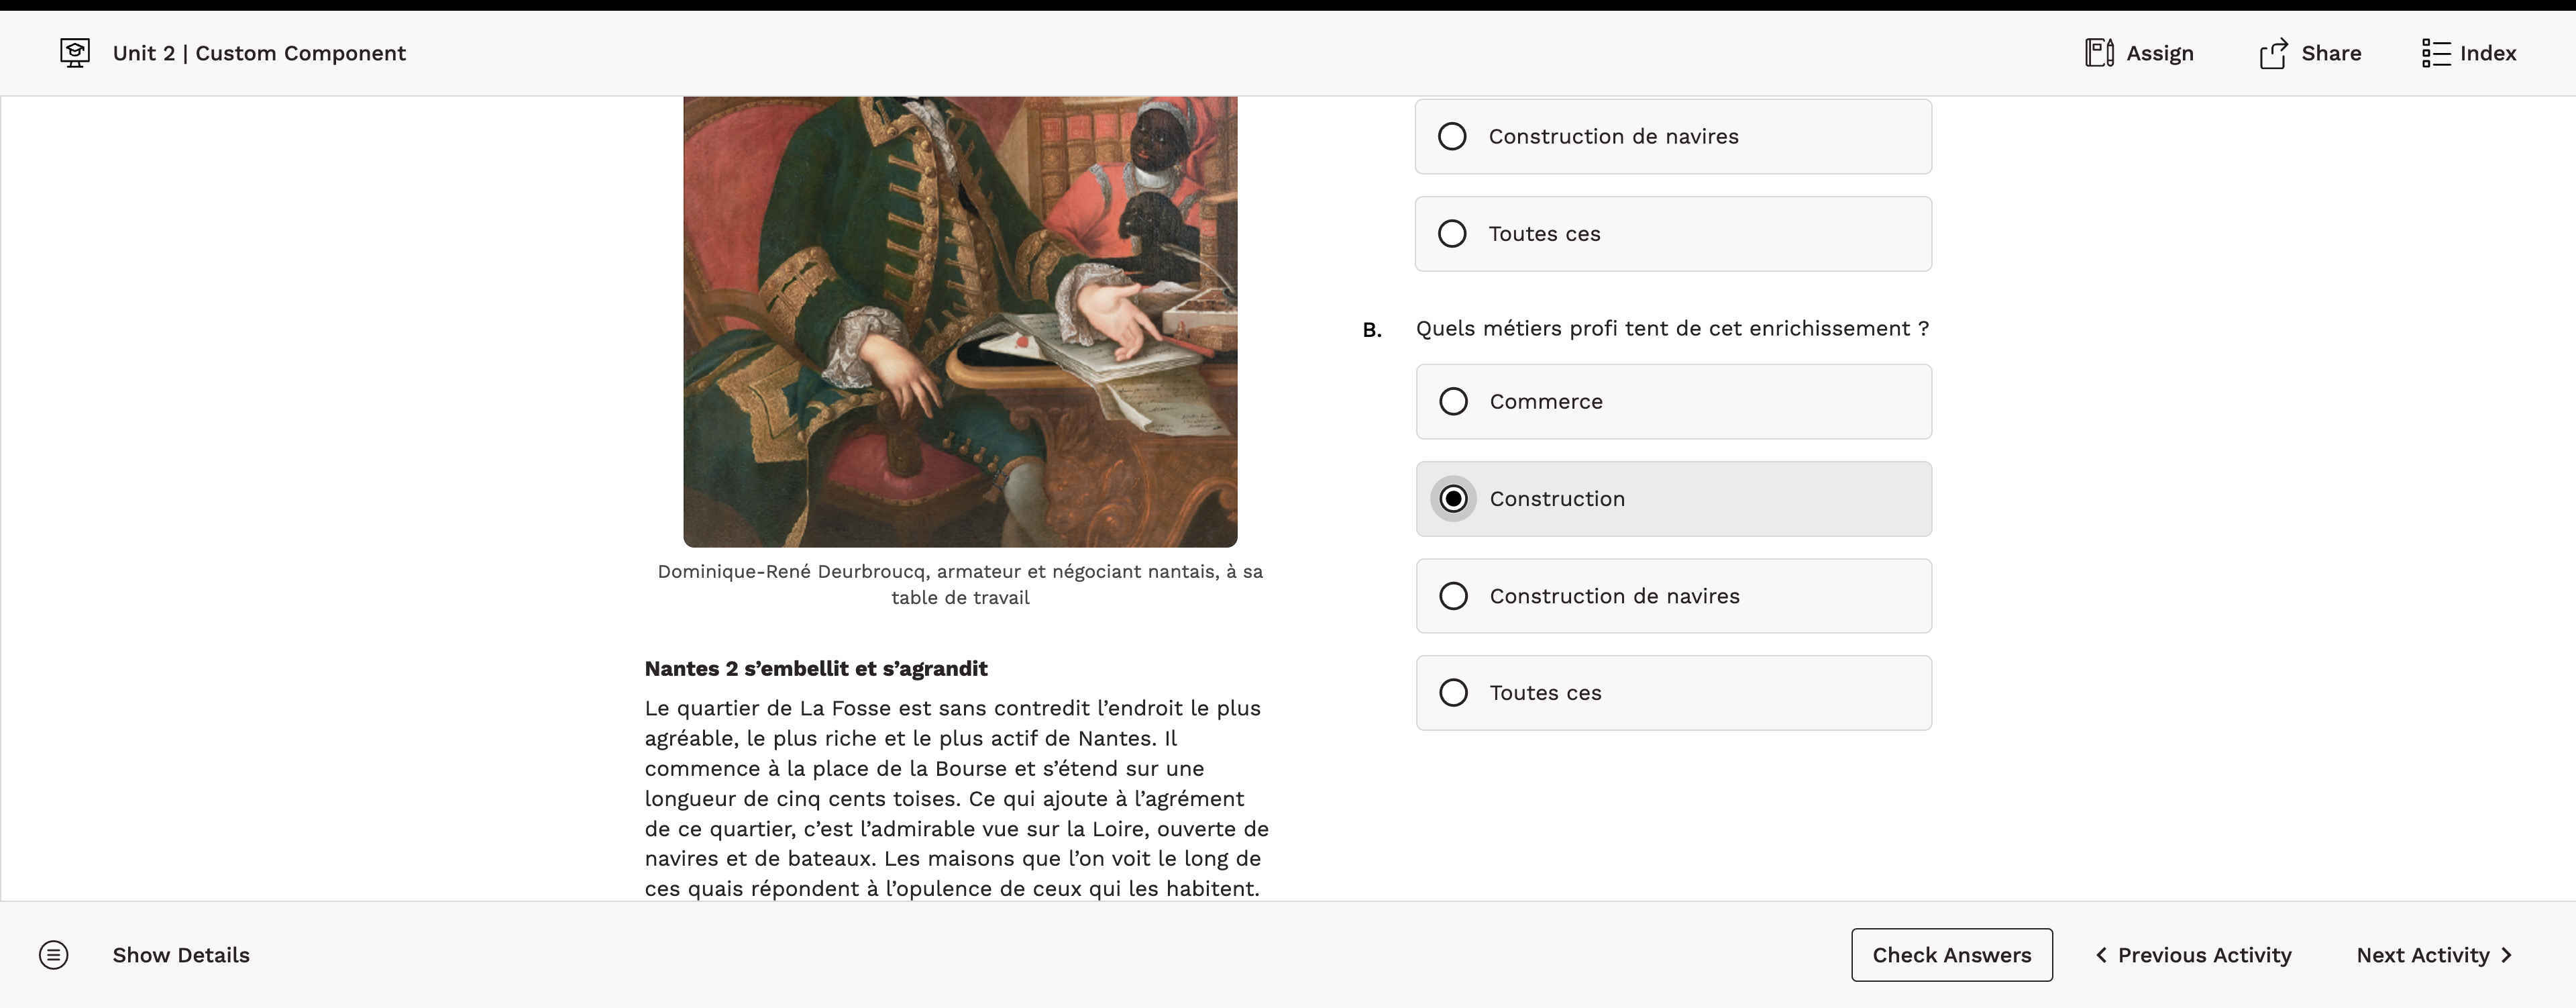 Unit 2 | Custom Component
Assign
Share
Index
Construction de navires
Toutes ces
B. Quels métiers profi tent de cet enrichissement ?
Commerce
Construction
Construction de navires
Toutes ces
Dominique-René Deurbroucq, armateur et négociant nantais, à sa
table de travail
Nantes 2 s’embellit et s’agrandit
Le quartier de La Fosse est sans contredit l’endroit le plus
agréable, le plus riche et le plus actif de Nantes. Il
commence à la place de la Bourse et s’étend sur une
longueur de cinq cents toises. Ce qui ajoute à l’agrément
de ce quartier, c’est l’admirable vue sur la Loire, ouverte de
navires et de bateaux. Les maisons que l’on voit le long de
ces quais répondent à l’opulence de ceux qui les habitent.
Show Details
Check Answers
Previous Activity
Next Activity